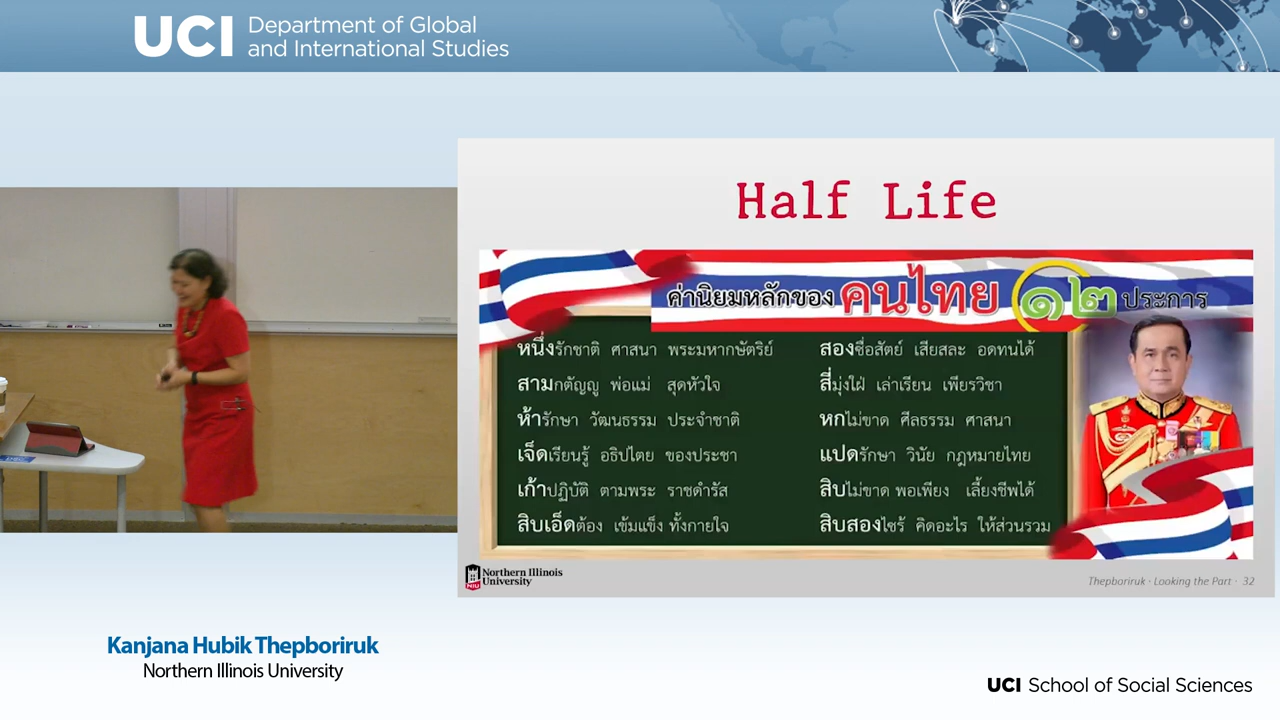 UCI Department of Global
and International Studies
Half Life
ค่านิยมหลักของ คนไทย ๑๒ ประการ
หนึ่งรักชาติ ศาสนา พระมหากษัตริย์
สองซื่อสัตย์ เสียสละ อดทนได้
สามกตัญญู พ่อแม่ สุดหัวใจ
สี่มุ่งใฝ่ เล่าเรียน เพียรวิชา
ห้ารักษา วัฒนธรรม ประจำชาติ
หกไม่ขาด ศีลธรรม ศาสนา
เจ็ดเรียนรู้ อธิปไตย ของประชา
แปดรักษา วินัย กฎหมายไทย
เก้าปฏิบัติ ตามพระ ราชดำรัส
สิบไม่ขาด พอเพียง เลี้ยงชีพได้
สิบเอ็ดต้อง เข้มแข็ง ทั้งกายใจ
สิบสองไซร้ คิดอะไร ให้ส่วนรวม
NIU Northern Illinois
University
Thepboriruk · Looking the Part · 32
Kanjana Hubik Thepboriruk
Northern Illinois University
UCI School of Social Sciences